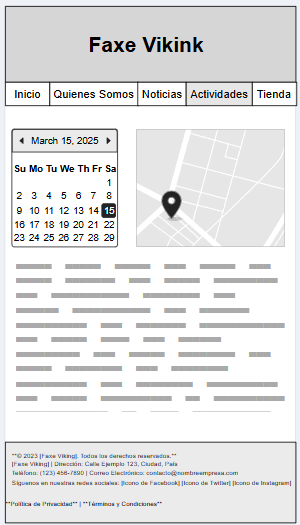 Faxe Vikink
Inicio Quienes Somos Noticias Actividades Tienda
March 15, 2025
Su Mo Tu We Th Fr Sa
1
2 3 4 5 6 7 8
9 10 11 12 13 14 15
16 17 18 19 20 21 22
23 24 25 26 27 28 29
**© 2023 [Faxe Viking]. Todos los derechos reservados.**
[Faxe Viking] | Dirección: Calle Ejemplo 123, Ciudad, País
Teléfono: (123) 456-7890 | Correo Electrónico: contacto@nombreempresa.com
Síguenos en nuestras redes sociales: [Icono de Facebook] [Icono de Twitter] [Icono de Instagram]
**Política de Privacidad** | **Términos y Condiciones**